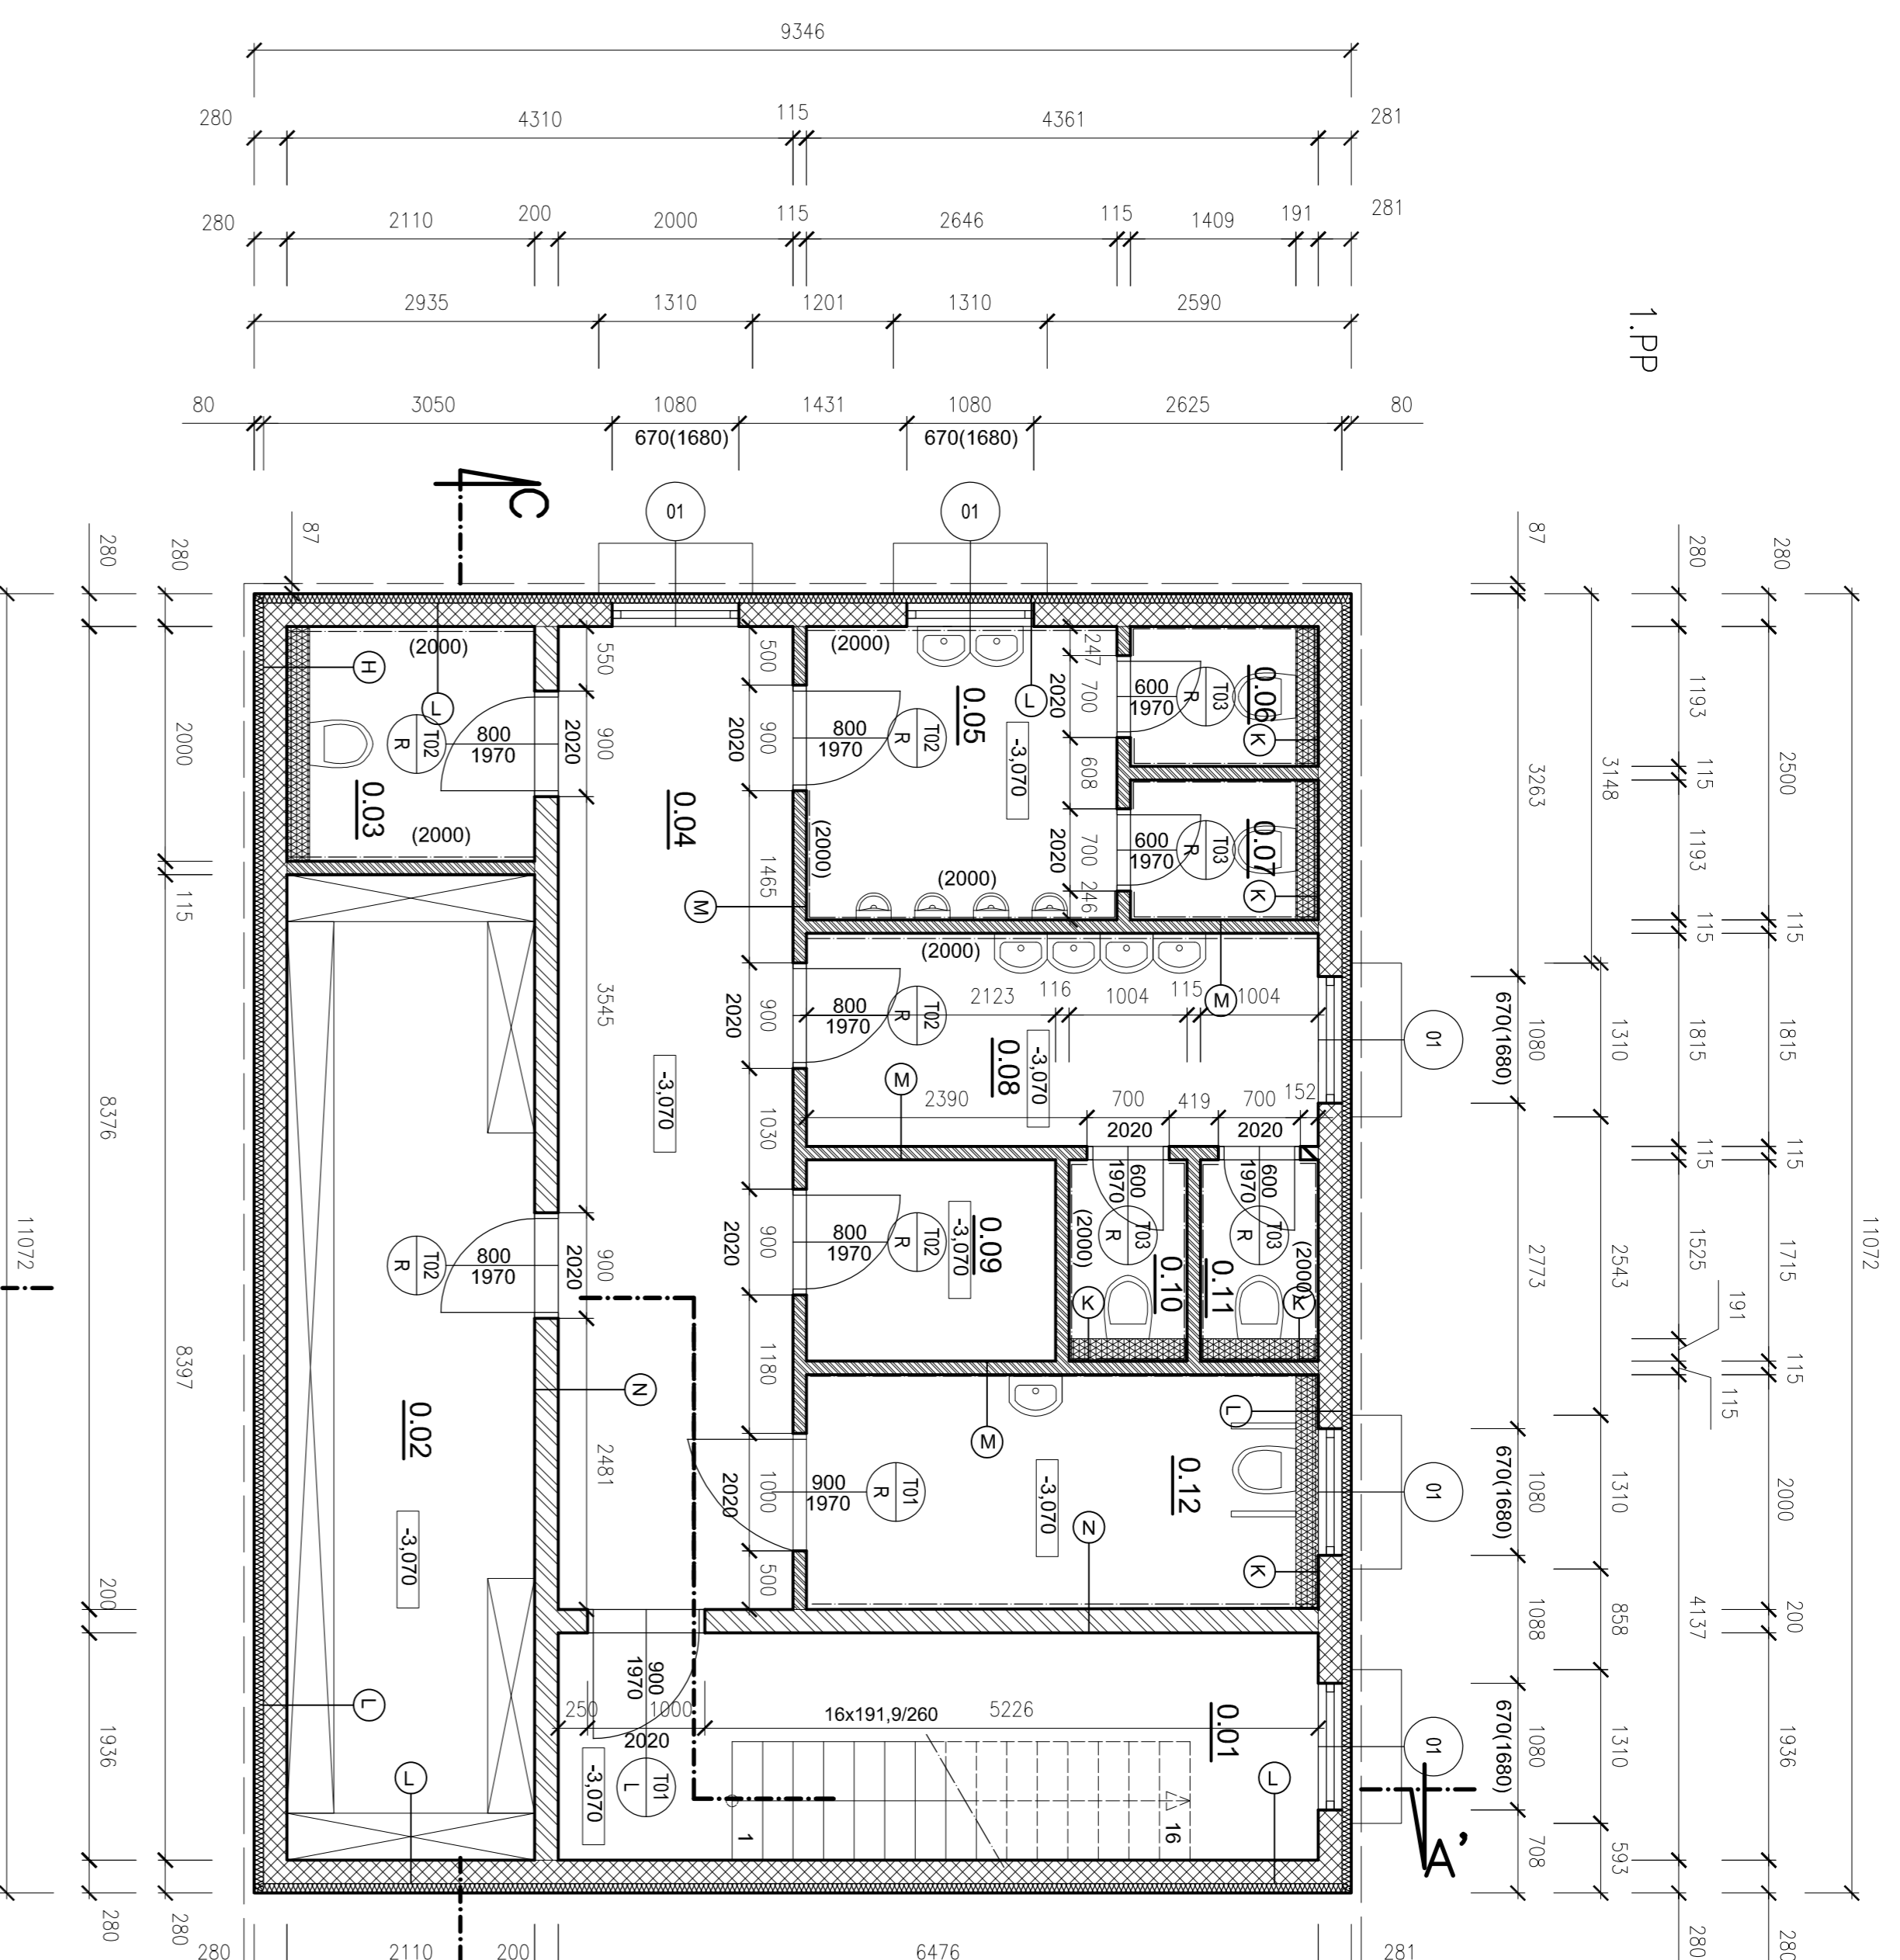 9346
280 4310 115 4361 281
280 2110 200 2000 115 2646 115 1409 191 281
2935 1310 1201 1310 2590
80 3050 1080 1431 1080 2625 80
670(1680) 670(1680)
1.PP
C
01 01
87
280
280
87
280
280
(2000)
H
L
550
900
2020
800
1970
T02
R
0.03
(2000)
500
900
2020
800
1970
T02
R
(2000)
0.05
-3,070
L
247
700
2020
608
700
2020
246
600
1970
T03
R
0.06
K
600
1970
T03
R
0.07
K
0.04
1465
(2000)
(2000)
M
3545
-3,070
900
2020
800
1970
T02
R
(2000)
2123 116 1004 115 1004
M
0.08
-3,070
M
2390 700 419 700 152
2020 2020
1030
900
2020
800
1970
T02
R
0.09
-3,070
600
1970
T03
R
(2000)
0.10
K
600
1970
T03
R
(2000)
0.11
K
1180
900
2020
800
1970
T02
R
N
2481
0.02
-3,070
1000
2020
900
1970
T01
R
M
-3,070
0.12
L
K
N
500
900
1970
250 1000 5226
2020
16x191,9/260
0.01
T01
L
-3,070
1
16
L
L
L
01
01
01
A'
3263
670(1680)
1080
2773
670(1680)
1080
1088
670(1680)
1080
708
3148
1310
2543
1310
858
1310
593
1193
115
1193
115
1815
115
1525
191
115
4137
280
2500
115
1815
115
1715
115
2000
200
1936
280
11072
2000
115
8397
280
8376
200
1936
280
11072
280 2110 200 6476 281